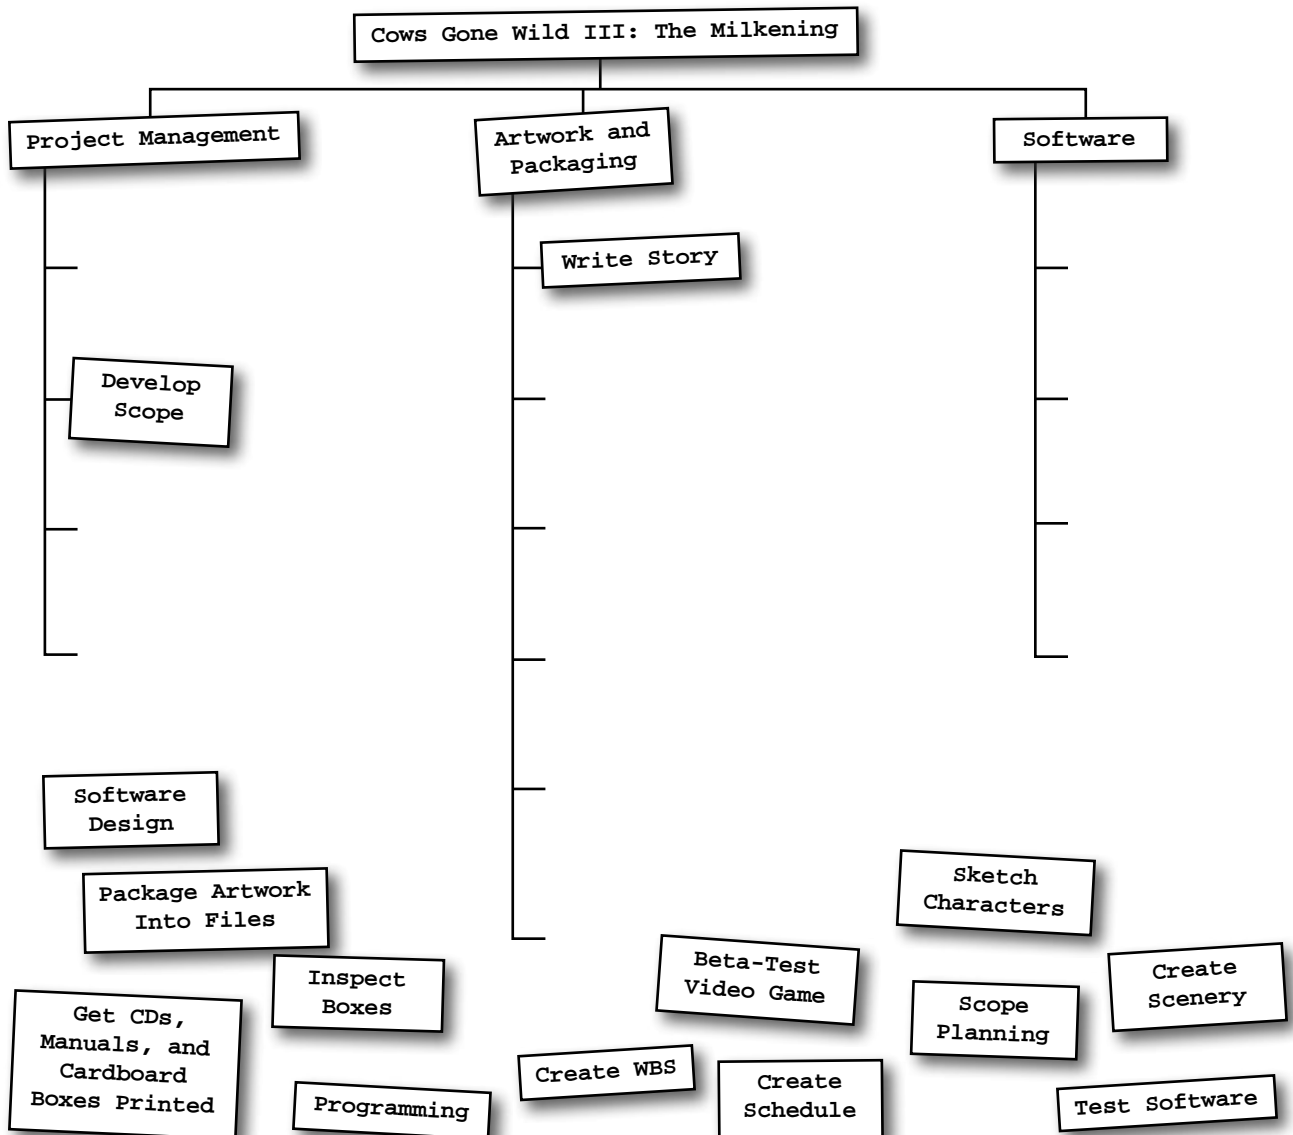 Cows Gone Wild III: The Milkening
Project Management
Artwork and
Packaging
Software
Write Story
Develop
Scope
Software
Design
Package Artwork
Into Files
Sketch
Characters
Inspect
Boxes
Beta-Test
Video Game
Create
Scenery
Get CDs,
Manuals, and
Cardboard
Boxes Printed
Scope
Planning
Programming
Create WBS
Create
Schedule
Test Software